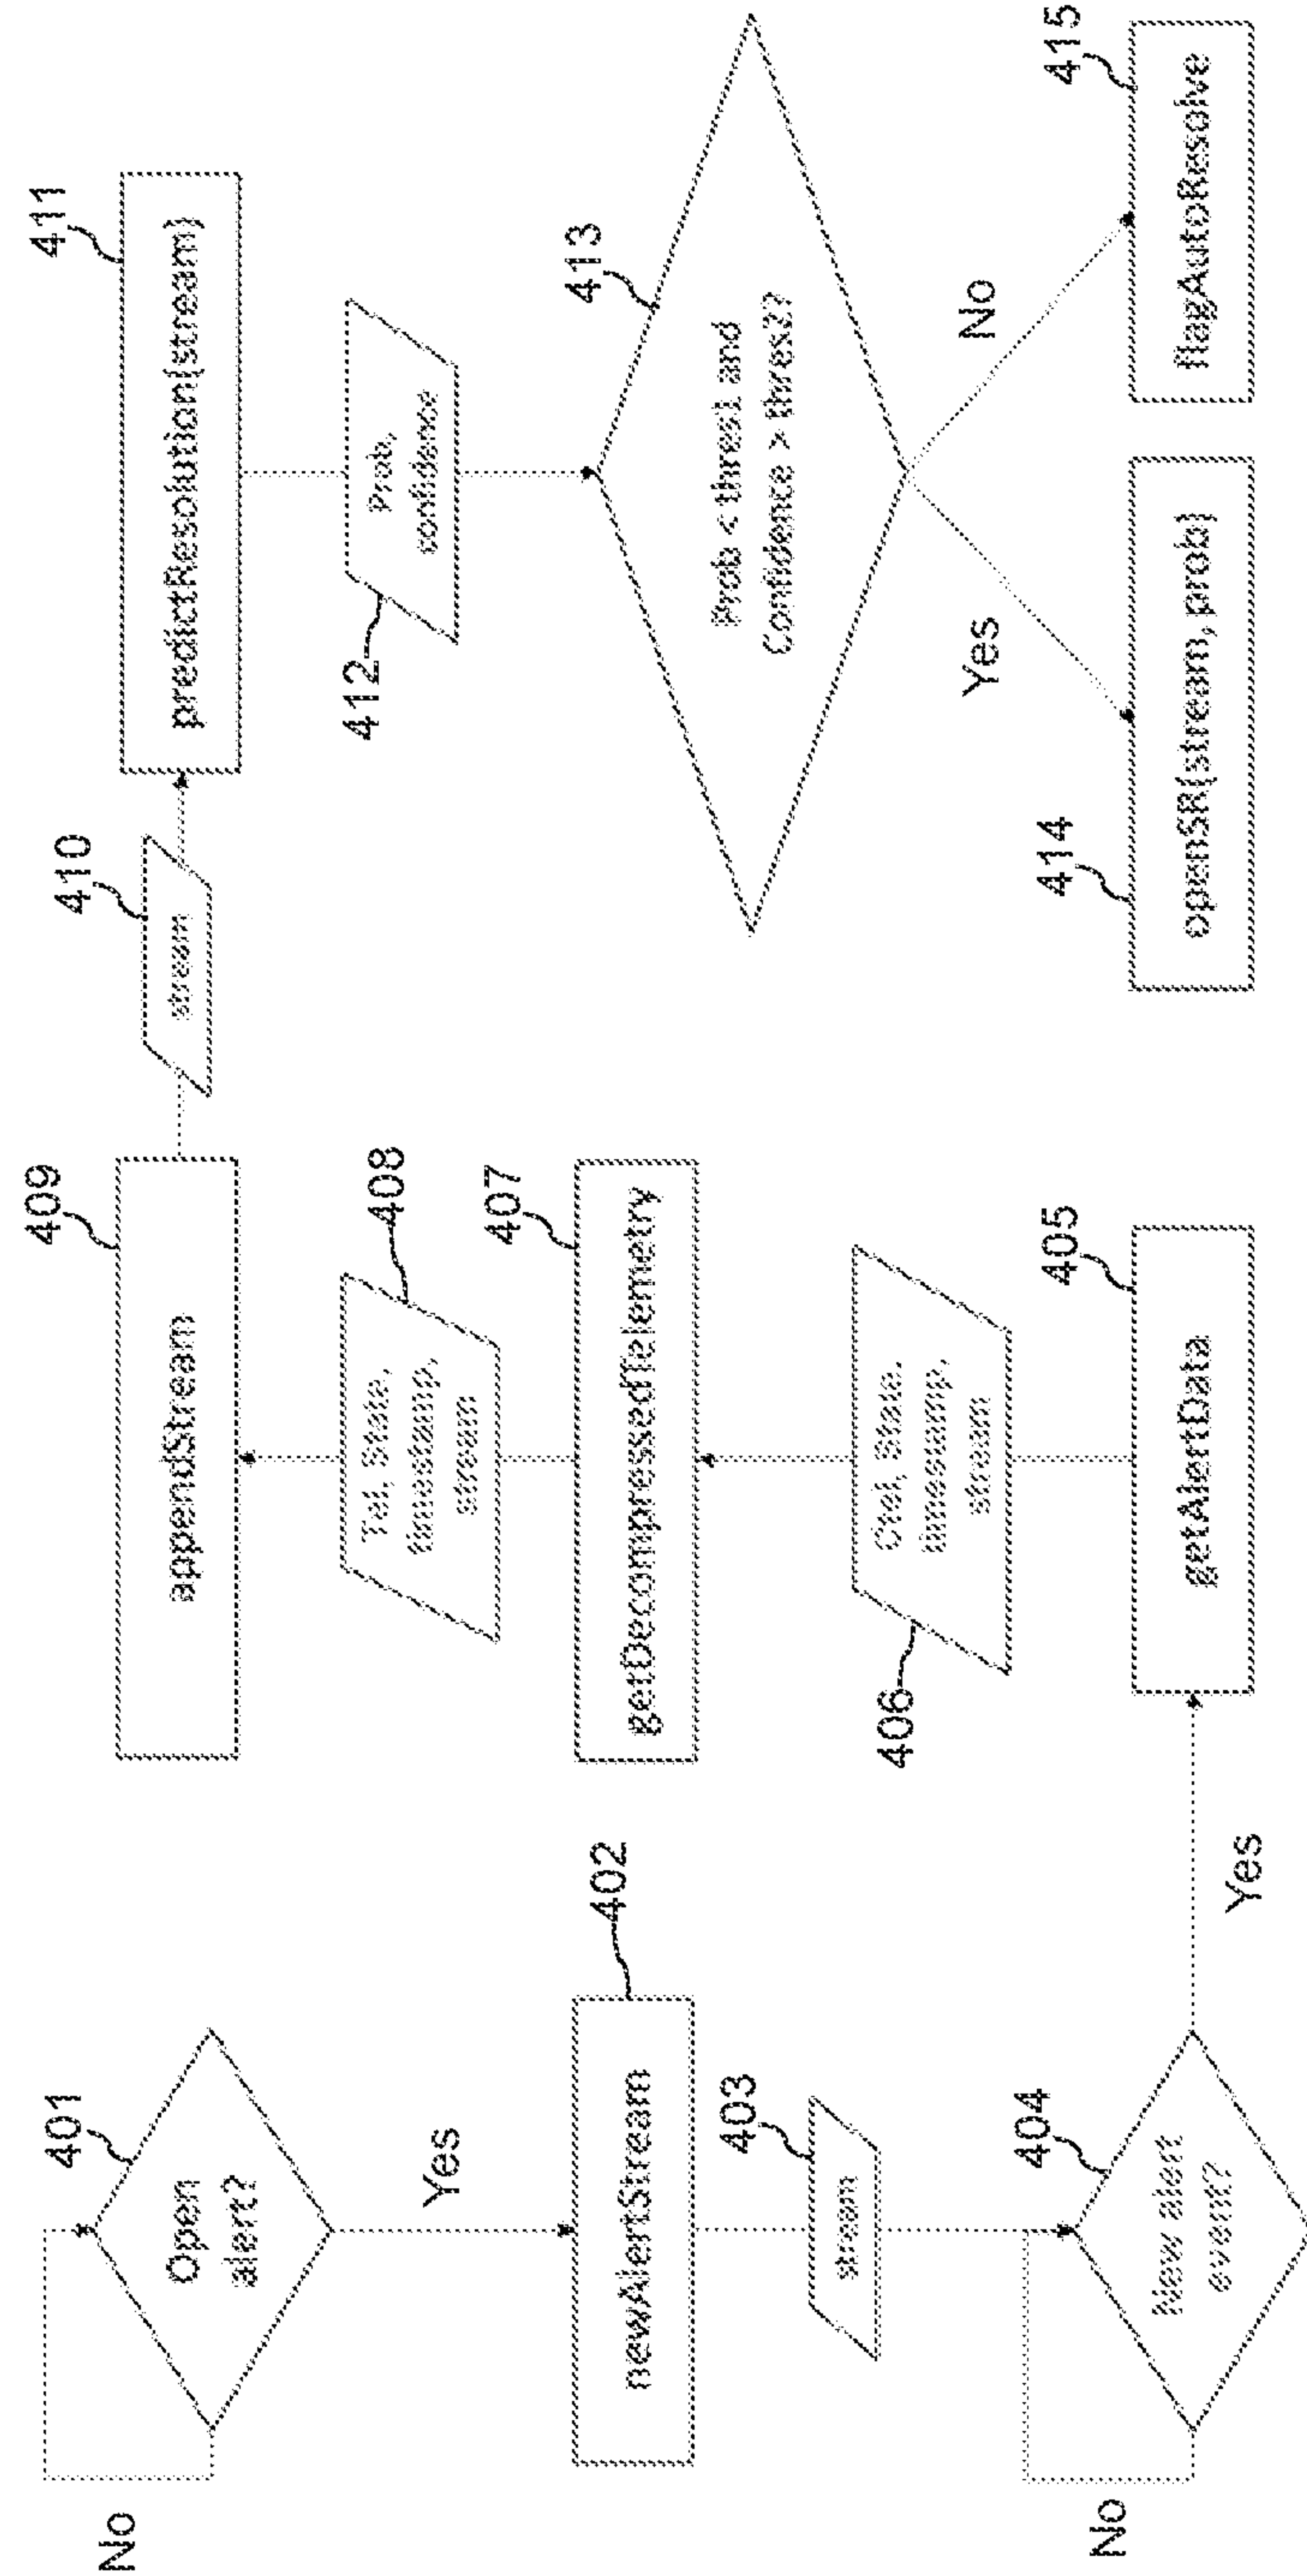 401
Open
alert?
No
Yes
402
newAlertStream
403
stream
404
New alert
event?
No
Yes
405
getAlertData
406
Ctel, State,
timestamp,
stream
407
getDecompressedTelemetry
408
Tel, State,
timestamp,
stream
409
appendStream
410
stream
411
predictResolution(stream)
412
Prob,
confidence
413
Prob < thres1 and
Confidence > thres2?
Yes
No
414
openSR(stream, prob)
415
flagAutoResolve